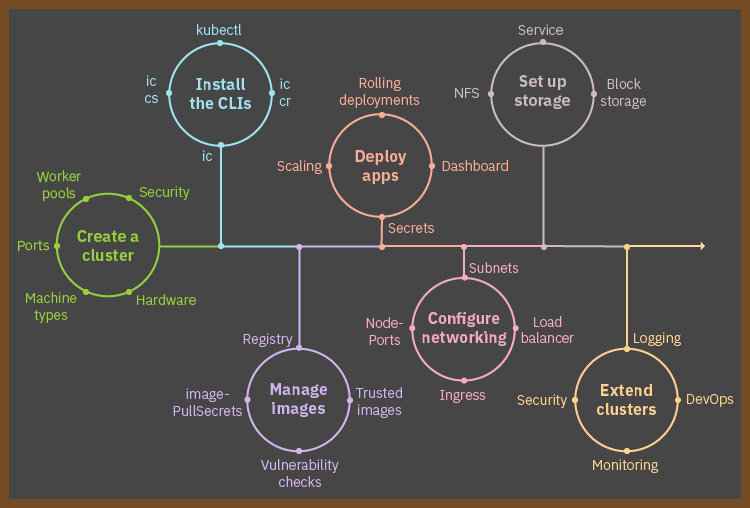 kubectl
ic
cs
Install
the CLIs
ic
cr
ic
Rolling
deployments
Scaling
Deploy
apps
Dashboard
Secrets
Service
NFS
Set up
storage
Block
storage
Worker
pools
Security
Ports
Create a
cluster
Machine
types
Hardware
Registry
image-
PullSecrets
Manage
images
Trusted
images
Vulnerability
checks
Subnets
Node-
Ports
Configure
networking
Load
balancer
Ingress
Logging
Security
Extend
clusters
DevOps
Monitoring